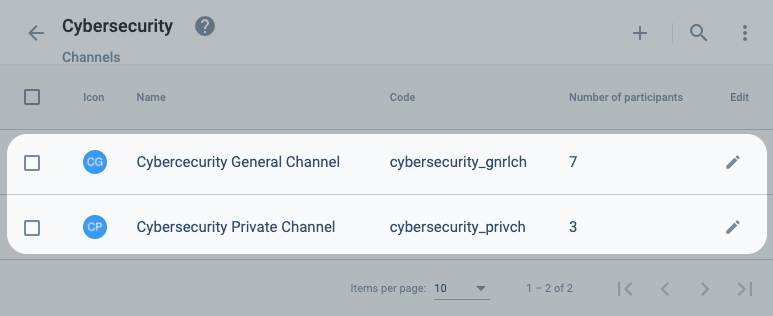 Cybersecurity ?
Channels
Icon Name Code Number of participants Edit
CG Cybercecurity General Channel cybersecurity_gnrlch 7
CP Cybersecurity Private Channel cybersecurity_privch 3
Items per page: 10 1 – 2 of 2